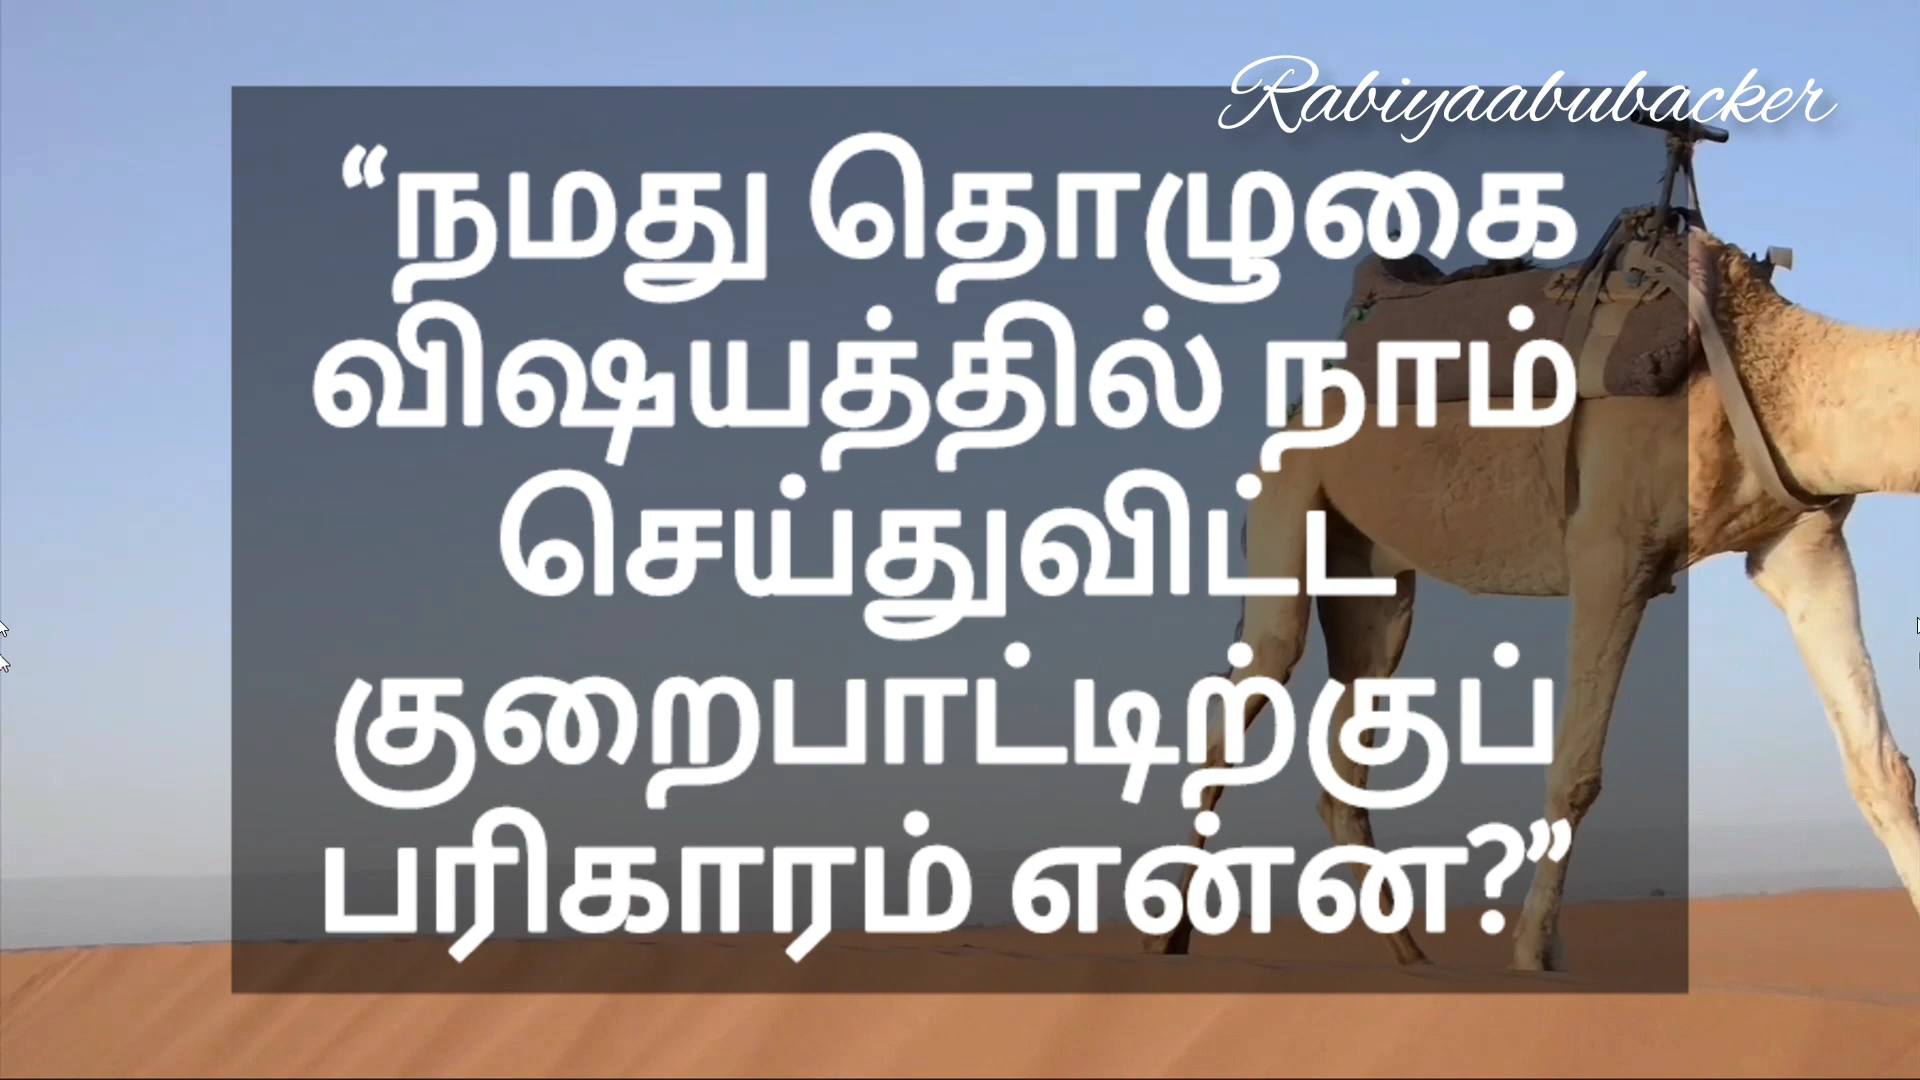 Rabiyaabubacker
“நமது தொழுகை
விஷயத்தில் நாம்
செய்துவிட்ட
குறைபாட்டிற்குப்
பரிகாரம் என்ன?”